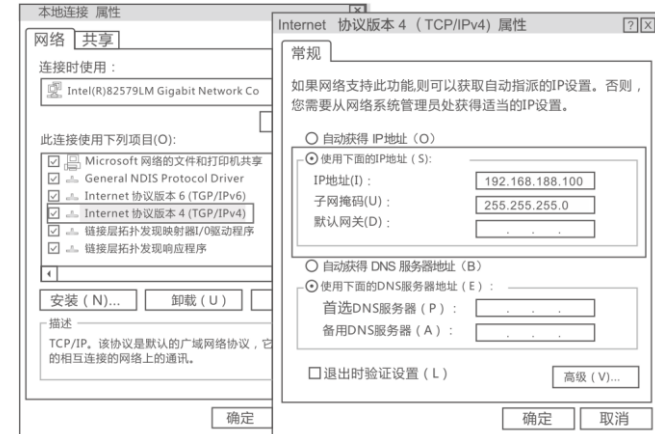 本地连接 属性
网络 共享
连接时使用：
Intel(R)82579LM Gigabit Network Co
此连接使用下列项目(O):
Microsoft 网络的文件和打印机共享
General NDIS Protocol Driver
Internet 协议版本 6 (TGP/IPv6)
Internet 协议版本 4 (TGP/IPv4)
链接层拓扑发现映射器I/0驱动程序
链接层拓扑发现响应程序
安装（N)... 卸载（U）
描述
TCP/IP。该协议是默认的广域网络协议，它
的相互连接的网络上的通讯。
确定
Internet 协议版本 4 （TCP/IPv4) 属性
常规
如果网络支持此功能,则可以获取自动指派的IP设置。否则，
您需要从网络系统管理员处获得适当的IP设置。
自动获得 IP地址（O）
使用下面的IP地址（S):
IP地址(I)： 192.168.188.100
子网掩码(U)： 255.255.255.0
默认网关(D)： . . .
自动获得 DNS 服务器地址（B）
使用下面的DNS服务器地址（E）：
首选DNS服务器（P）： . . .
备用DNS服务器（A）： . . .
退出时验证设置（L）
高级（V)...
确定 取消